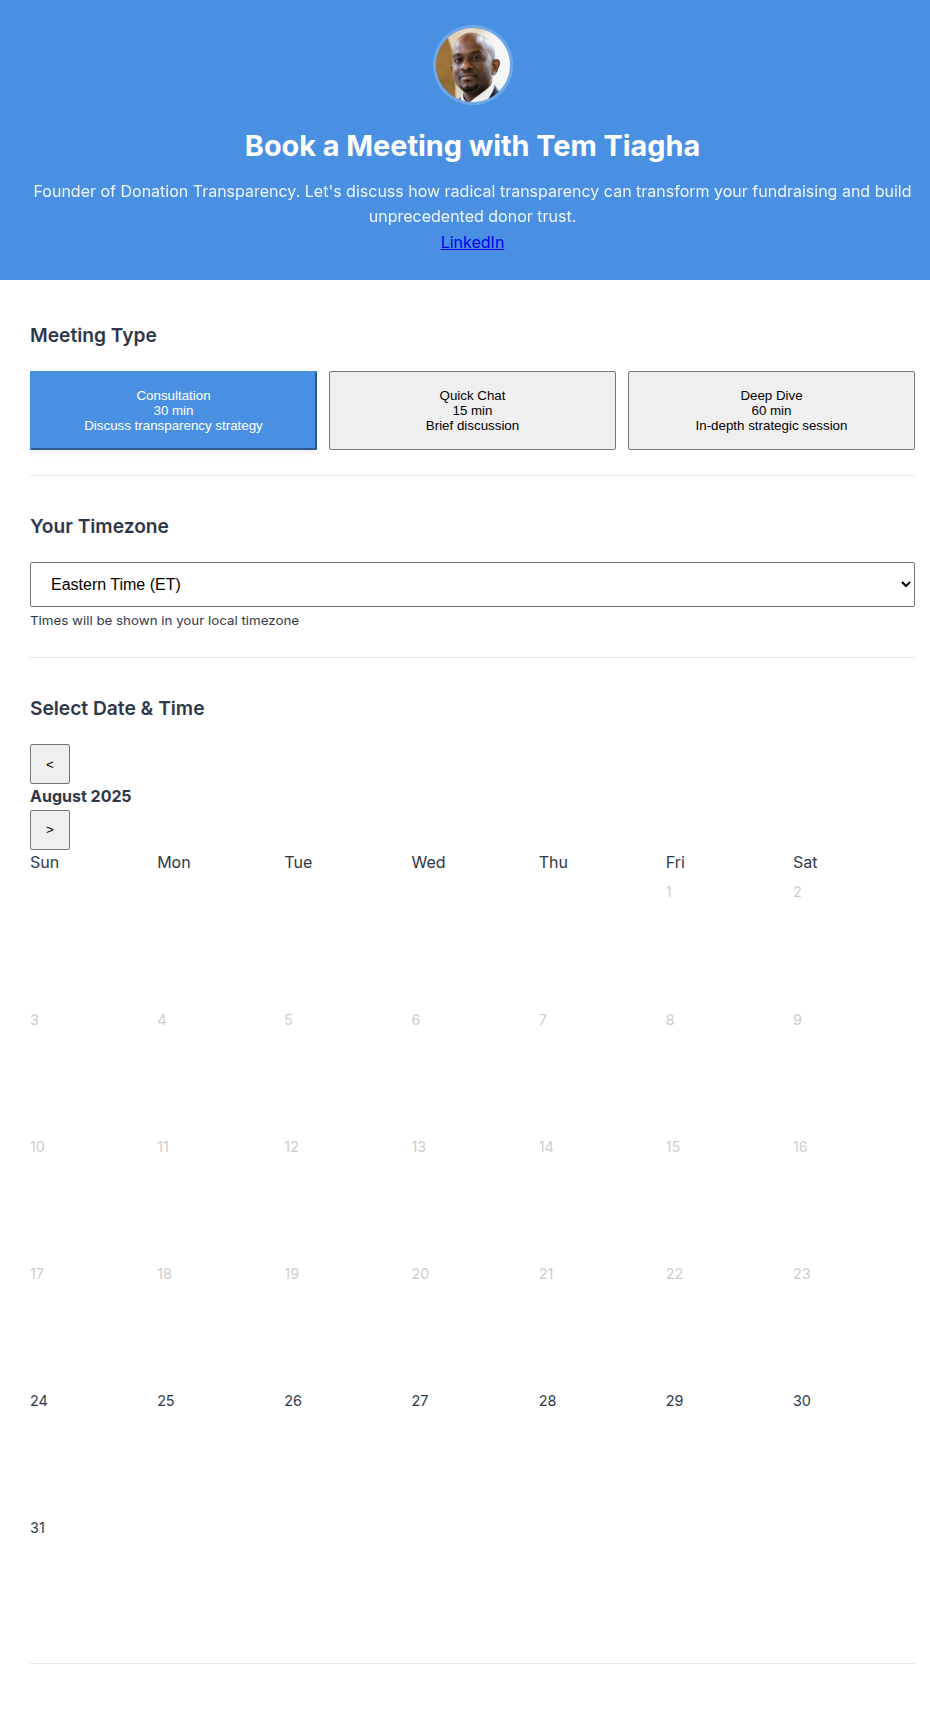 Book a Meeting with Tem Tiagha
Founder of Donation Transparency. Let's discuss how radical transparency can transform your fundraising and build
unprecedented donor trust.
LinkedIn
Meeting Type
Consultation
30 min
Discuss transparency strategy
Quick Chat
15 min
Brief discussion
Deep Dive
60 min
In-depth strategic session
Your Timezone
Eastern Time (ET)
Times will be shown in your local timezone
Select Date & Time
<
August 2025
>
Sun Mon Tue Wed Thu Fri Sat
1 2
3 4 5 6 7 8 9
10 11 12 13 14 15 16
17 18 19 20 21 22 23
24 25 26 27 28 29 30
31